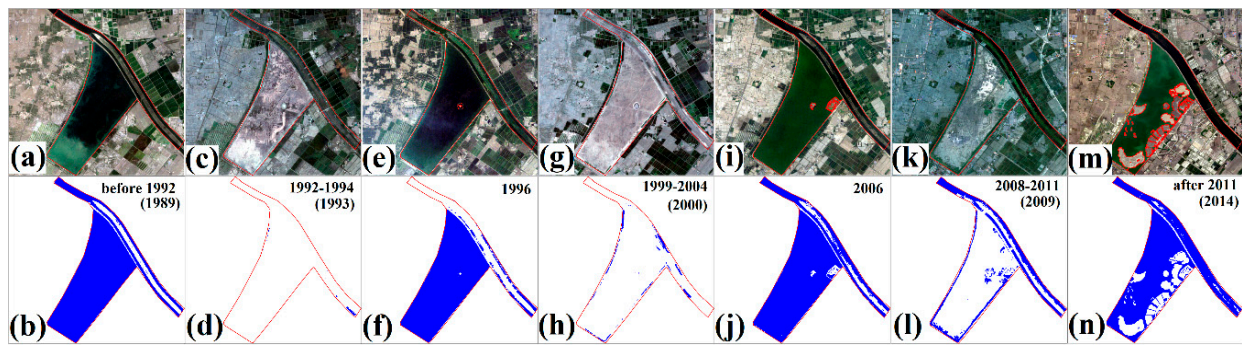 (a) (c) (e) (g) (i) (k) (m)
before 1992
(1989)
1992-1994
(1993)
1996
1999-2004
(2000)
2006
2008-2011
(2009)
after 2011
(2014)
(b) (d) (f) (h) (j) (l) (n)